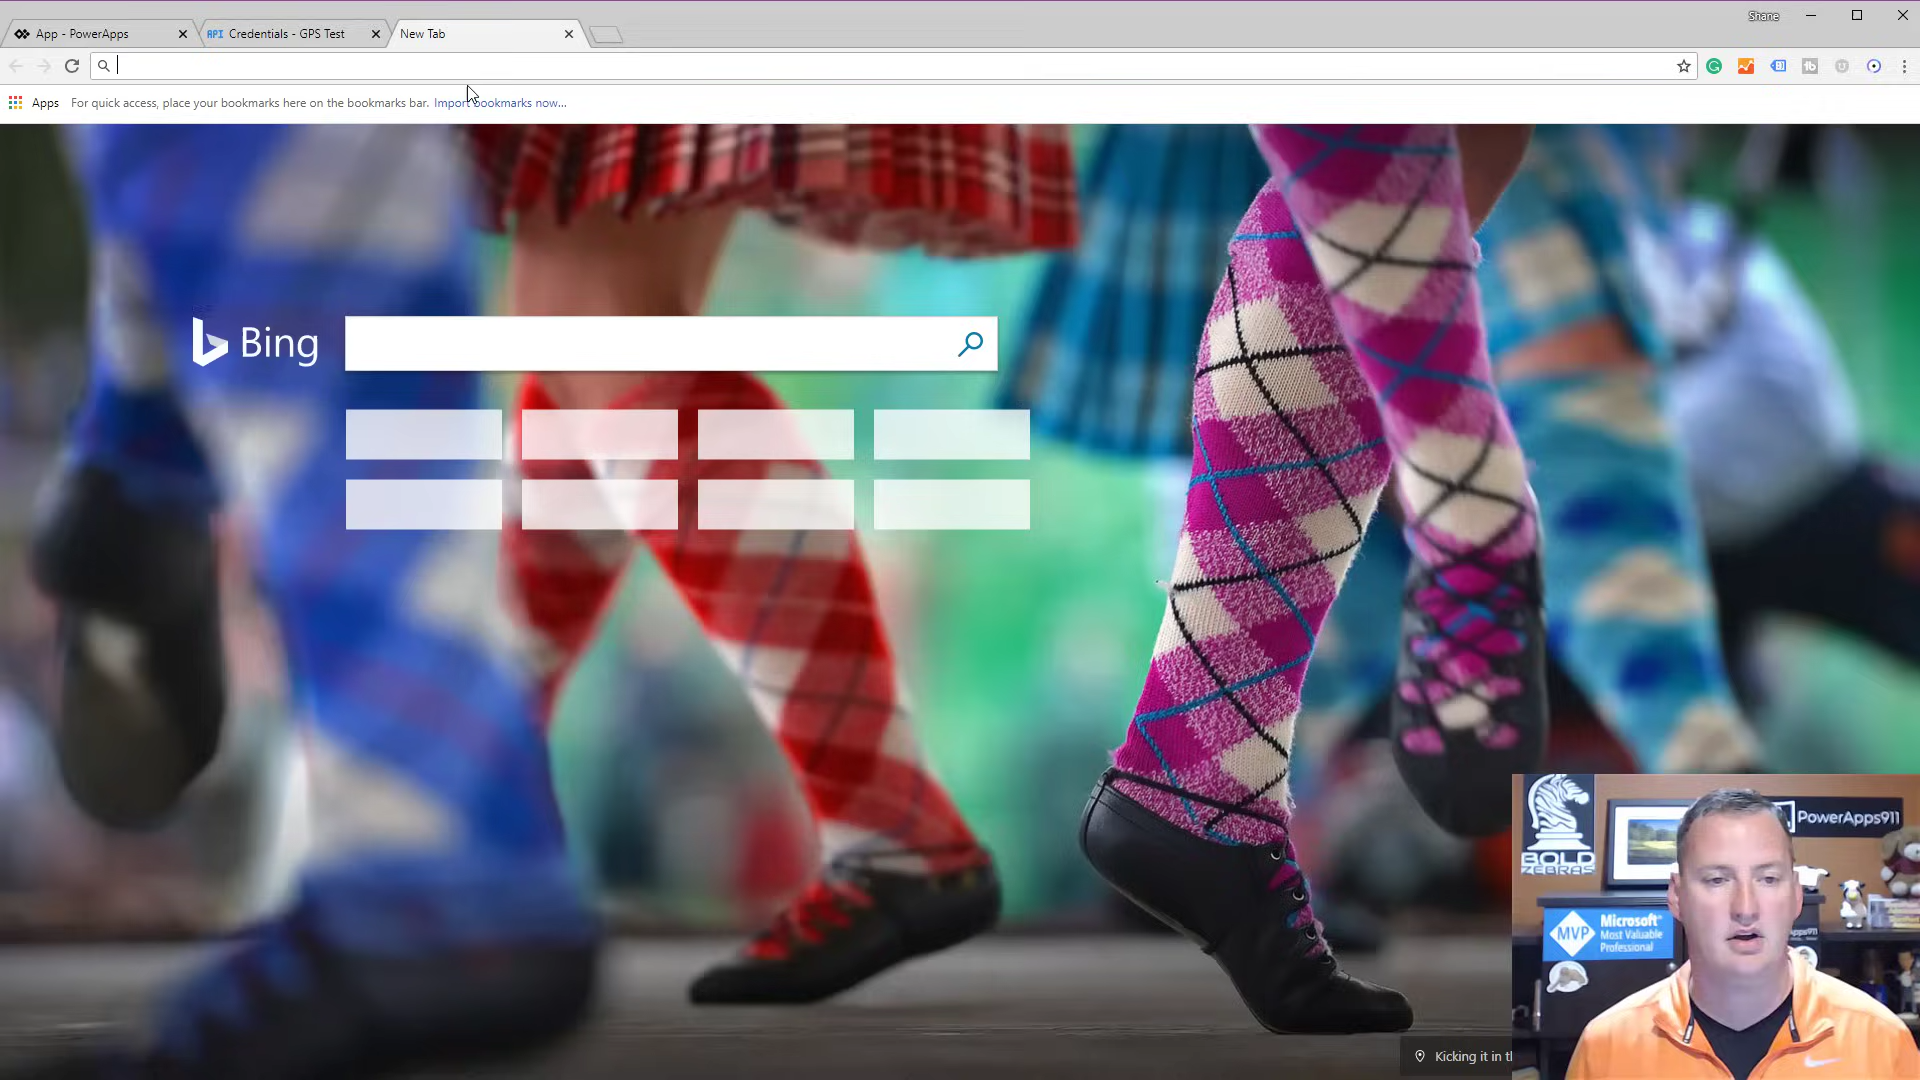 Shane
App - PowerApps
API Credentials - GPS Test
New Tab
Apps For quick access, place your bookmarks here on the bookmarks bar. Import bookmarks now...
Bing
PowerApps911
BOLD
ZEBRAS
MVP
Microsoft®
Most Valuable
Professional
Kicking it in